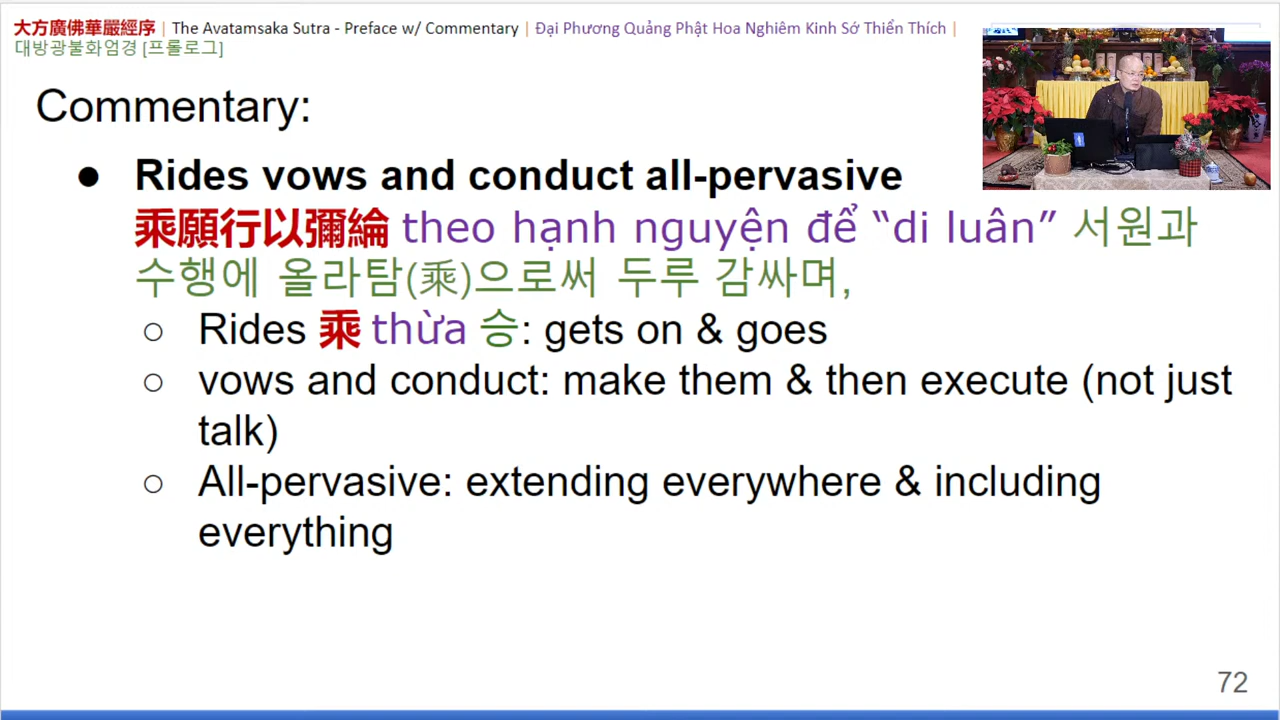 大方廣佛華嚴經序 | The Avatamsaka Sutra - Preface w/ Commentary | Đại Phương Quảng Phật Hoa Nghiêm Kinh Sớ Thiển Thích |
대방광불화엄경 [프롤로그]
Commentary:
● Rides vows and conduct all-pervasive
乘願行以彌綸 theo hạnh nguyện để “di luân” 서원과
수행에 올라탐(乘)으로써 두루 감싸며,
○ Rides 乘 thừa 승: gets on & goes
○ vows and conduct: make them & then execute (not just
talk)
○ All-pervasive: extending everywhere & including
everything
72